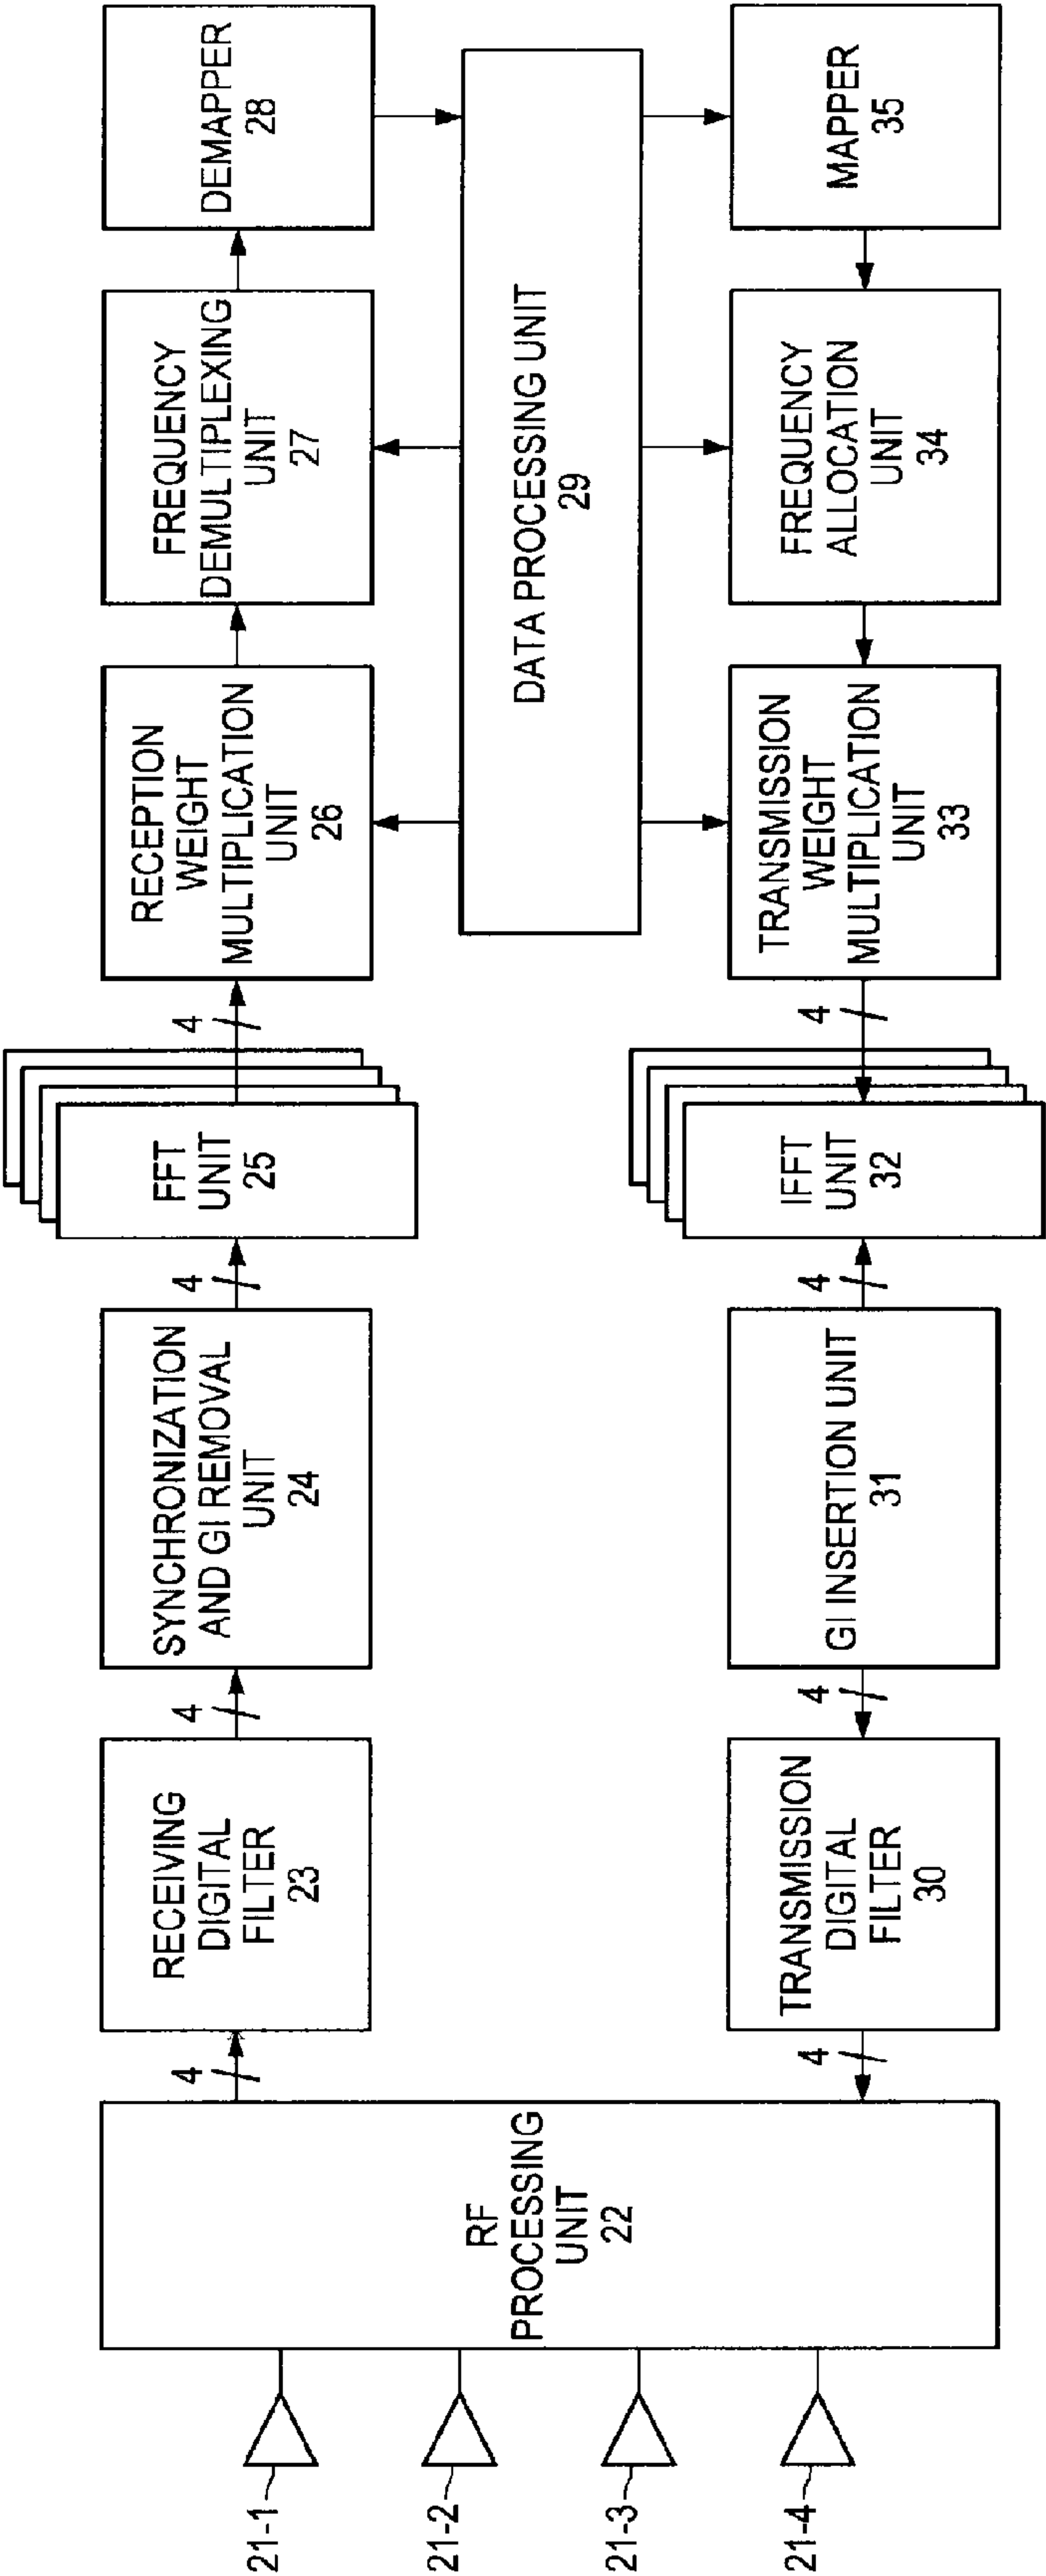 21-1
21-2
21-3
21-4
RF
PROCESSING
UNIT
22
4
RECEIVING
DIGITAL
FILTER
23
4
SYNCHRONIZATION
AND GI REMOVAL
UNIT
24
4
FFT
UNIT
25
4
RECEPTION
WEIGHT
MULTIPLICATION
UNIT
26
FREQUENCY
DEMULTIPLEXING
UNIT
27
DEMAPPER
28
DATA PROCESSING UNIT
29
4
TRANSMISSION
DIGITAL
FILTER
30
4
GI INSERTION UNIT
31
4
IFFT
UNIT
32
4
TRANSMISSION
WEIGHT
MULTIPLICATION
UNIT
33
FREQUENCY
ALLOCATION
UNIT
34
MAPPER
35